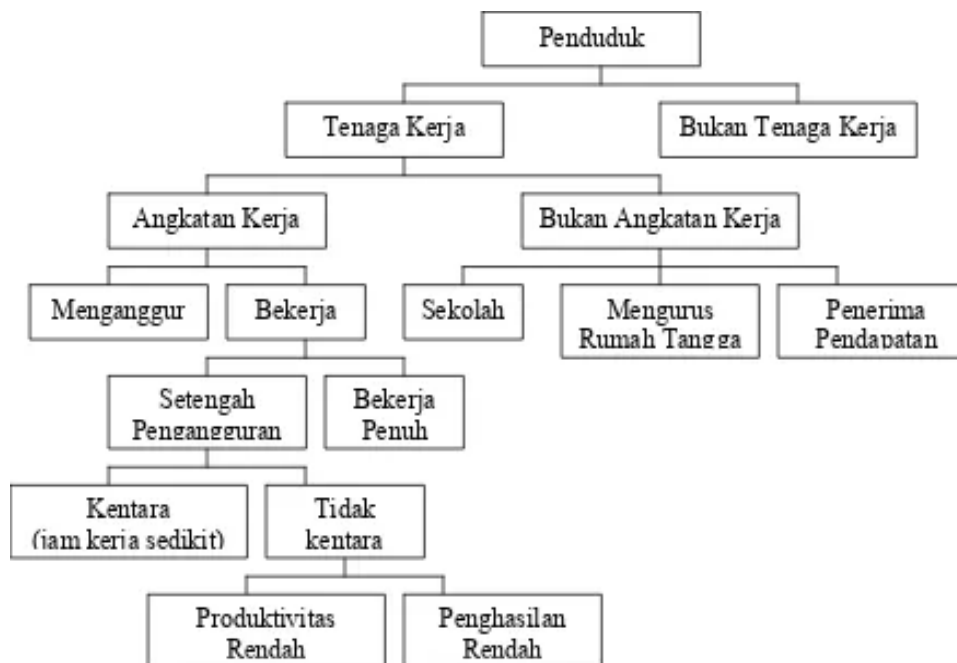 Penduduk
Tenaga Kerja
Bukan Tenaga Kerja
Angkatan Kerja
Bukan Angkatan Kerja
Menganggur
Bekerja
Sekolah
Mengurus
Rumah Tangga
Penerima
Pendapatan
Setengah
Pengangguran
Bekerja
Penuh
Kentara
(jam kerja sedikit)
Tidak
kentara
Produktivitas
Rendah
Penghasilan
Rendah